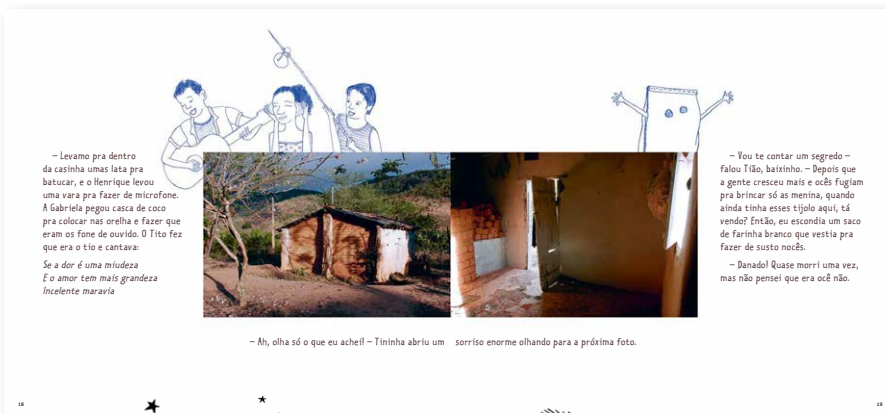 – Levamo pra dentro
da casinha umas lata pra
batucar, e o Henrique levou
uma vara pra fazer de microfone.
A Gabriela pegou casca de coco
pra colocar nas orelha e fazer que
eram os fone de ouvido. O Tito fez
que era o tio e cantava:
Se a dor é uma miudeza
E o amor tem mais grandeza
Incelente maravia
– Vou te contar um segredo –
falou Tião, baixinho. – Depois que
a gente cresceu mais e ocês fugiam
pra brincar só as menina, quando
ainda tinha esses tijolo aqui, tá
vendo? Então, eu escondia um saco
de farinha branco que vestia pra
fazer de susto nocês.
– Danado! Quase morri uma vez,
mas não pensei que era ocê não.
– Ah, olha só o que eu achei! – Tininha abriu um sorriso enorme olhando para a próxima foto.
18
19